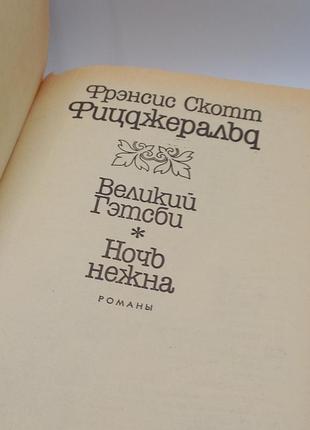 Фрэнсис Скотт
Фицджеральд
Великий
Гэтсби
*
Ночь
нежна
РОМАНЫ